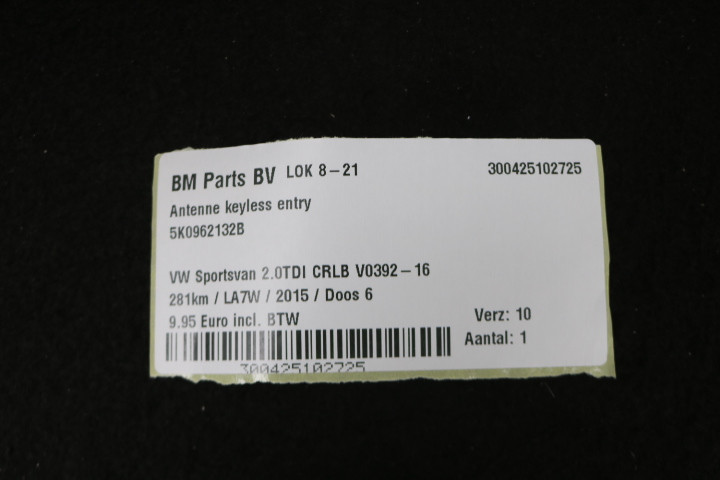 BM Parts BV LOK 8-21 300425102725
Antenne keyless entry
5K0962132B
VW Sportsvan 2.0TDI CRLB V0392-16
281km / LA7W / 2015 / Doos 6
9.95 Euro incl. BTW Verz: 10
Aantal: 1
300425102725